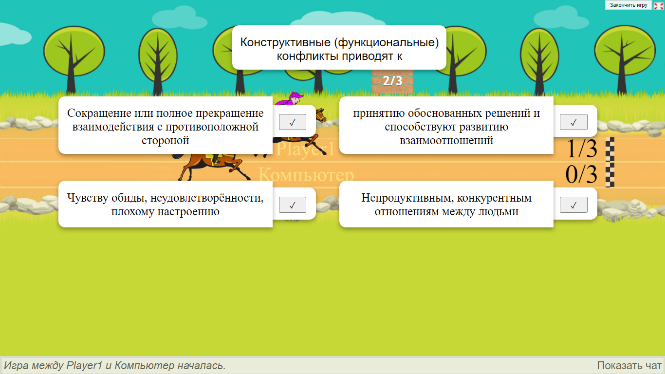 Закончить игру
Конструктивные (функциональные)
конфликты приводят к
2/3
Сокращение или полное прекращение
взаимодействия с противоположной
стороной
✓
принятию обоснованных решений и
способствуют развитию
взаимоотношений
✓
Player1
1/3
Компьютер
0/3
Чувству обиды, неудовлетворённости,
плохому настроению
✓
Непродуктивным, конкурентным
отношениям между людьми
✓
Игра между Player1 и Компьютер началась.
Показать чат